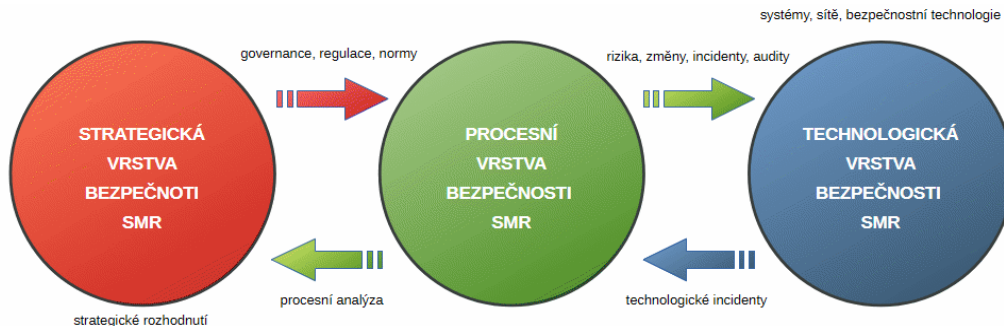 systémy, sítě, bezpečnostní technologie
governance, regulace, normy
rizika, změny, incidenty, audity
STRATEGICKÁ
VRSTVA
BEZPEČNOTI
SMR
PROCESNÍ
VRSTVA
BEZPEČNOSTI
SMR
TECHNOLOGICKÁ
VRSTVA
BEZPEČNOSTI
SMR
procesní analýza
technologické incidenty
strategické rozhodnutí